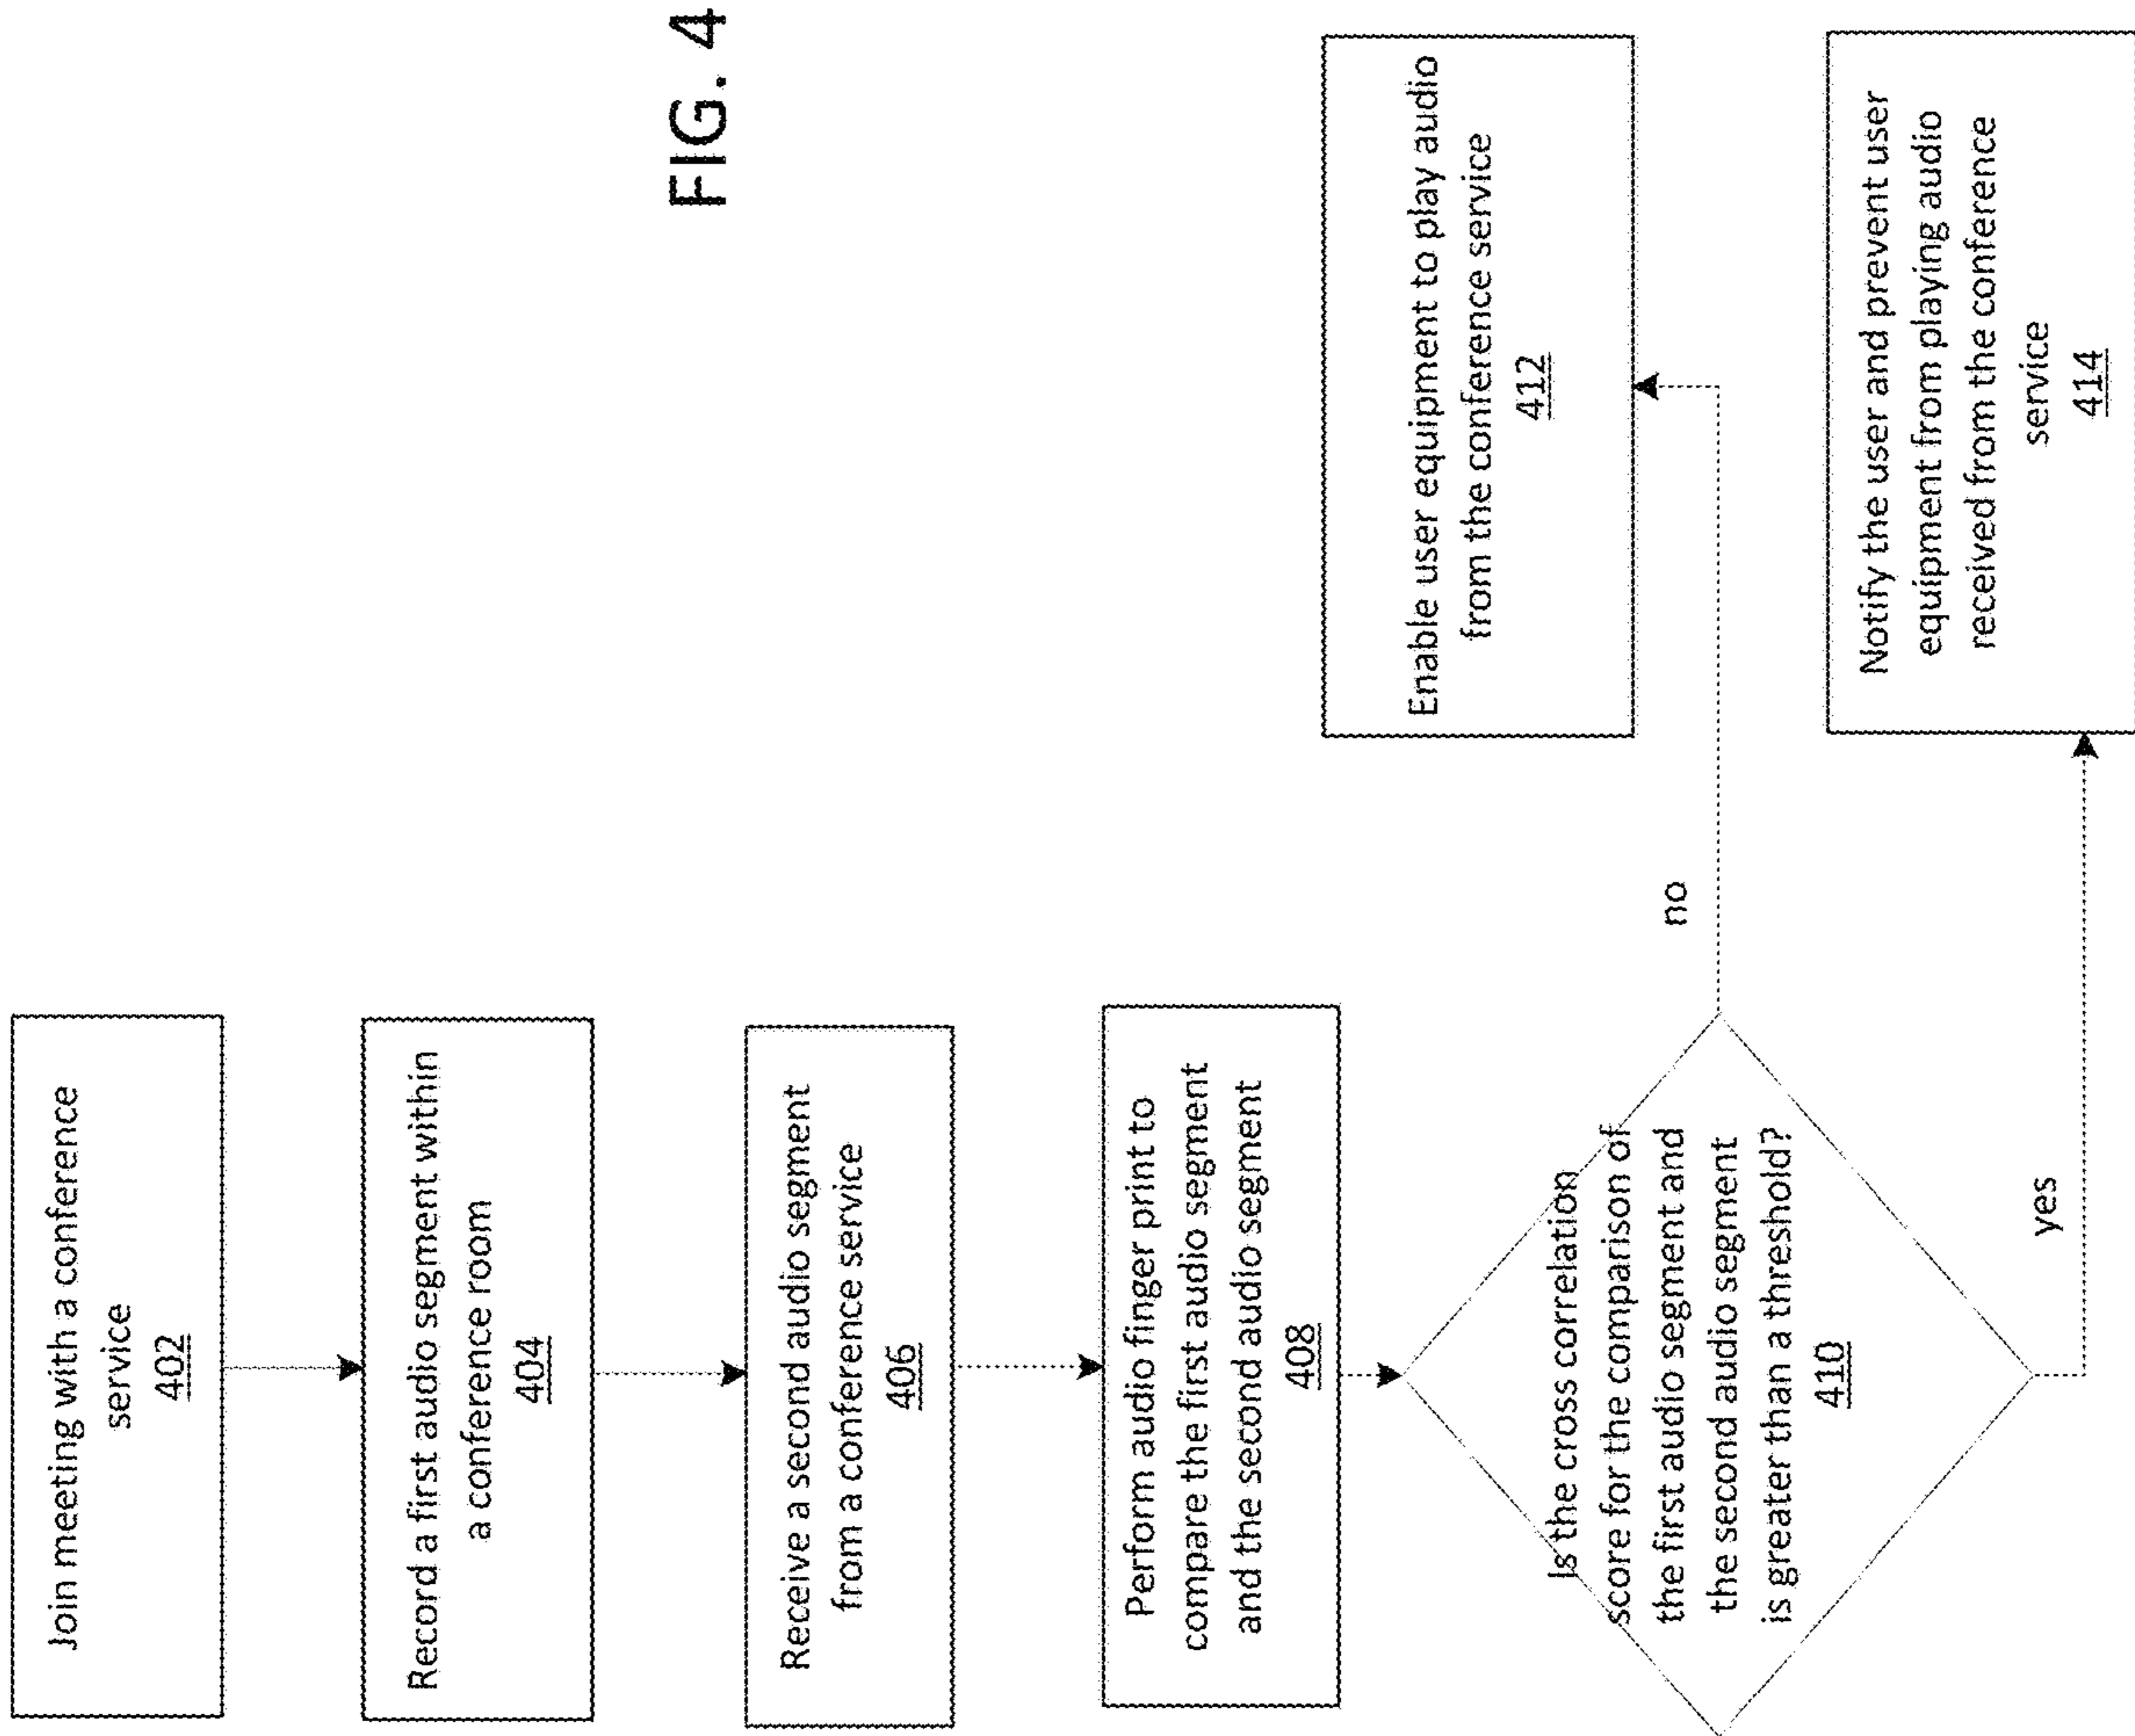 Join meeting with a conference
service
402
Record a first audio segment within
a conference room
404
Receive a second audio segment
from a conference service
406
Perform audio finger print to
compare the first audio segment
and the second audio segment
408
Is the cross correlation
score for the comparison of
the first audio segment and
the second audio segment
is greater than a threshold?
410
no
yes
Enable user equipment to play audio
from the conference service
412
Notify the user and prevent user
equipment from playing audio
received from the conference
service
414
FIG. 4